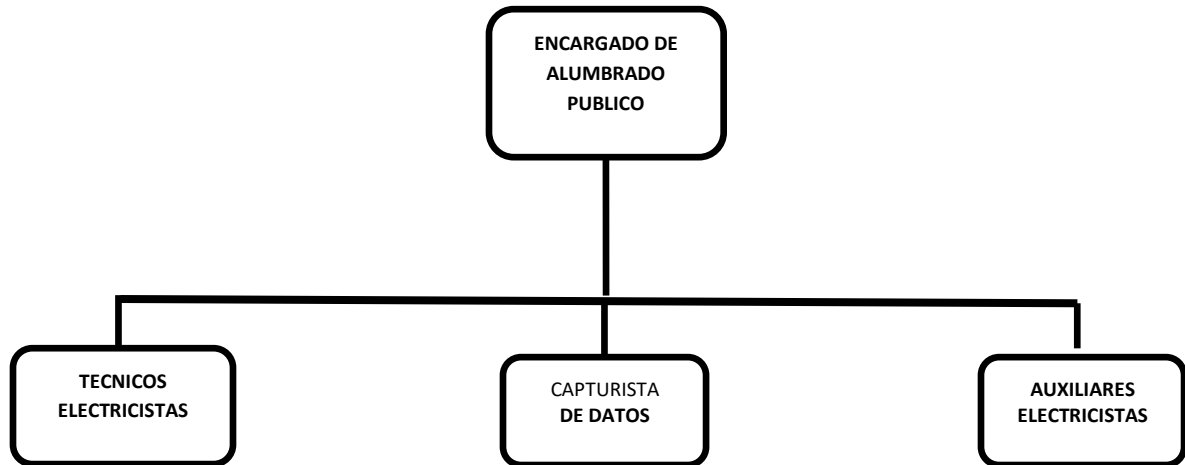 ENCARGADO DE
ALUMBRADO
PUBLICO
TECNICOS
ELECTRICISTAS
CAPTURISTA
DE DATOS
AUXILIARES
ELECTRICISTAS